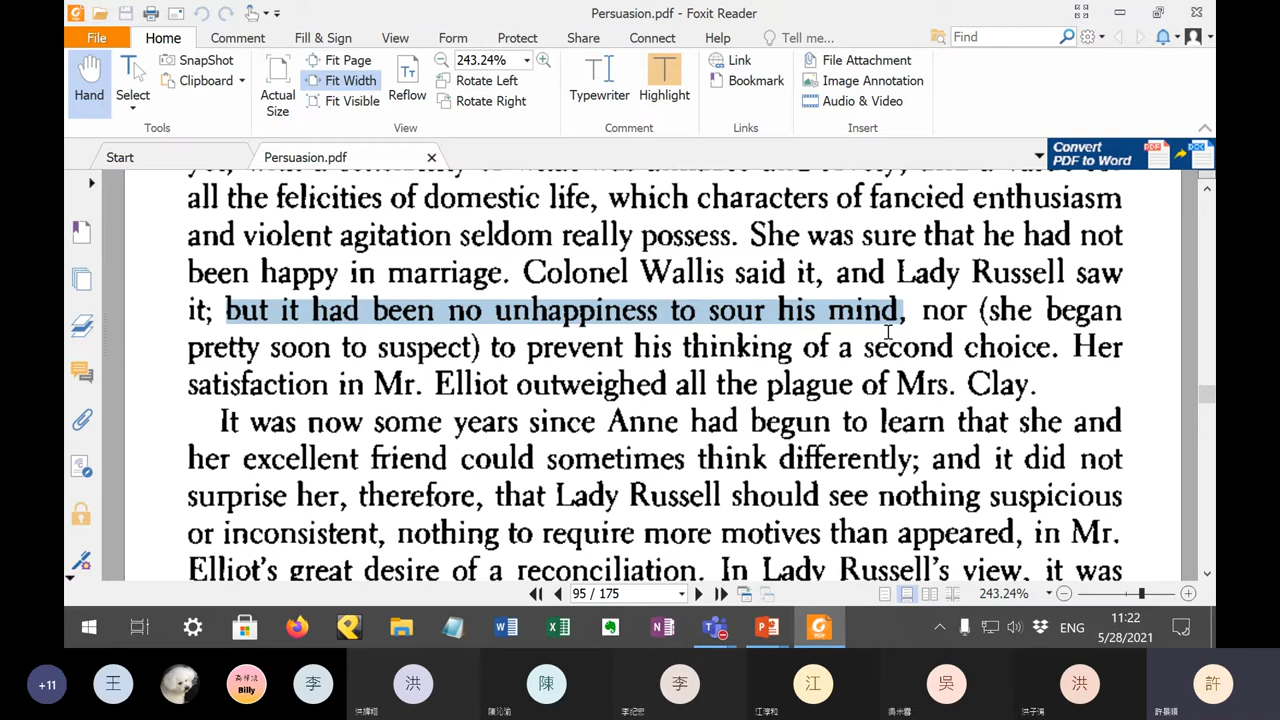 Persuasion.pdf - Foxit Reader
File Home Comment Fill & Sign View Form Protect Share Connect Help Tell me... Find
Hand Select SnapShot Clipboard Actual Size Fit Page Fit Width Fit Visible Reflow 243.24% Rotate Left Rotate Right Typewriter Highlight Link Bookmark File Attachment Image Annotation Audio & Video
Tools View Comment Links Insert
Start Persuasion.pdf Convert PDF to Word
all the felicities of domestic life, which characters of fancied enthusiasm
and violent agitation seldom really possess. She was sure that he had not
been happy in marriage. Colonel Wallis said it, and Lady Russell saw
it; but it had been no unhappiness to sour his mind, nor (she began
pretty soon to suspect) to prevent his thinking of a second choice. Her
satisfaction in Mr. Elliot outweighed all the plague of Mrs. Clay.
It was now some years since Anne had begun to learn that she and
her excellent friend could sometimes think differently; and it did not
surprise her, therefore, that Lady Russell should see nothing suspicious
or inconsistent, nothing to require more motives than appeared, in Mr.
Elliot's great desire of a reconciliation. In Lady Russell's view, it was
95 / 175 243.24%
ENG 11:22
5/28/2021
+11 王 Billy 李 洪 陳 李 江 吳 洪 許